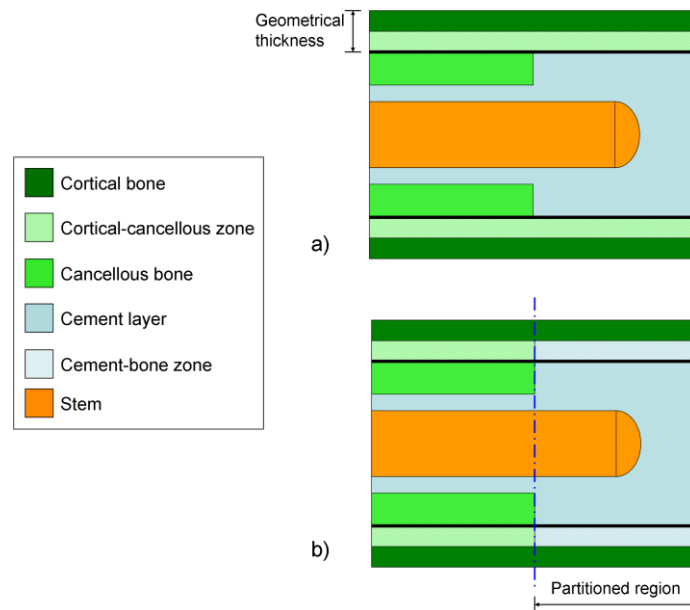 Geometrical
thickness
Cortical bone
Cortical-cancellous zone
Cancellous bone
Cement layer
Cement-bone zone
Stem
a)
b)
Partitioned region